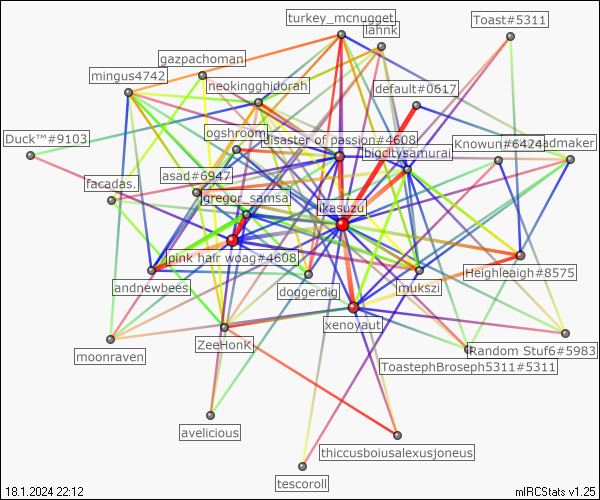 turkey_mcnugget
Toast#5311
lahnk
gazpachoman
mingus4742
neokingghidorah
default#0617
ogshroom
Duck™#9103
disaster of passion#4608
Knowun#6424
admaker
bigcitysamurai
asad#6947
facadas.
gregor_samsa
ikasuzu
pink hair woag#4608
Heighleaigh#8575
andnewbees
doggerdig
mukszi
xenoyaut
ZeeHonK
moonraven
Random Stuf6#5983
ToastephBroseph5311#5311
avelicious
thiccusboiusalexusjoneus
tescoroll
18.1.2024 22:12
mIRCStats v1.25